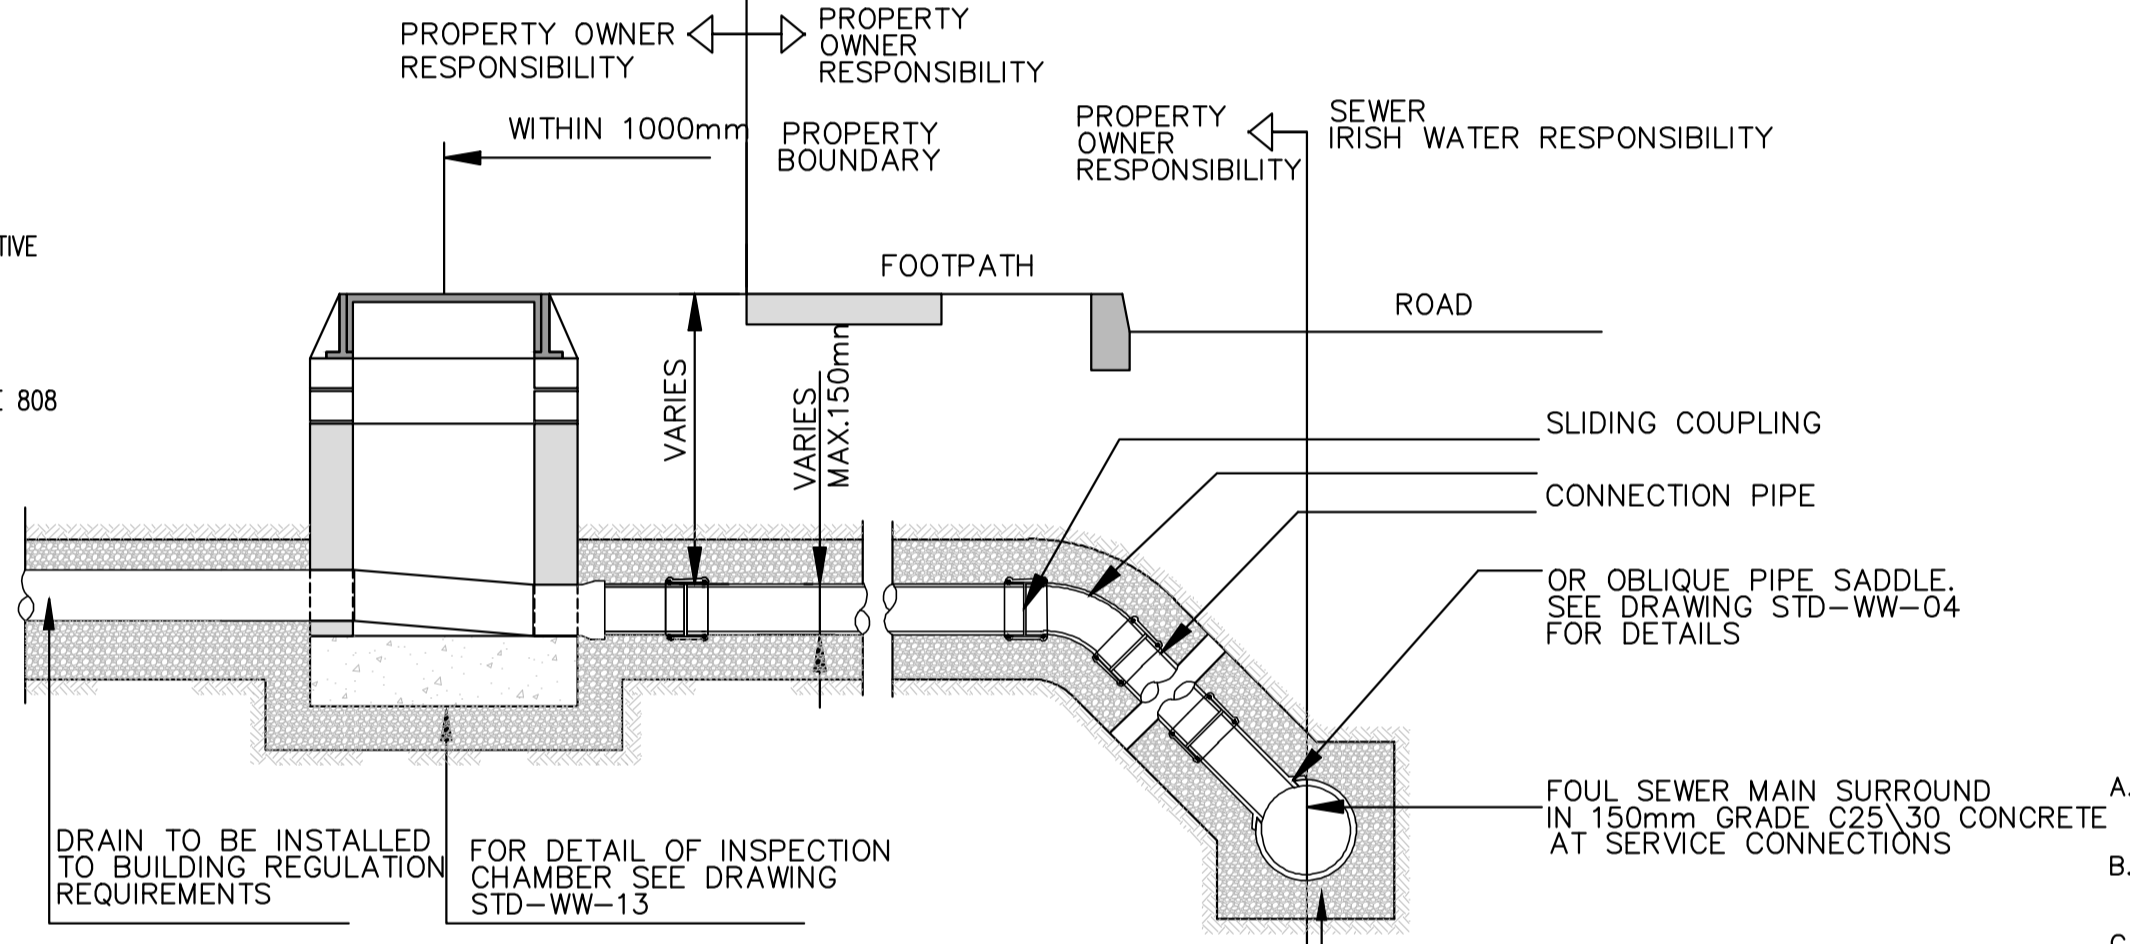 PROPERTY OWNER
RESPONSIBILITY
PROPERTY
OWNER
RESPONSIBILITY
WITHIN 1000mm
PROPERTY
BOUNDARY
PROPERTY
OWNER
RESPONSIBILITY
SEWER
IRISH WATER RESPONSIBILITY
FOOTPATH
ROAD
VARIES
VARIES
MAX.150mm
808
SLIDING COUPLING
CONNECTION PIPE
OR OBLIQUE PIPE SADDLE.
SEE DRAWING STD-WW-04
FOR DETAILS
FOUL SEWER MAIN SURROUND
IN 150mm GRADE C25\30 CONCRETE
AT SERVICE CONNECTIONS
DRAIN TO BE INSTALLED
TO BUILDING REGULATION
REQUIREMENTS
FOR DETAIL OF INSPECTION
CHAMBER SEE DRAWING
STD-WW-13
A.
B.